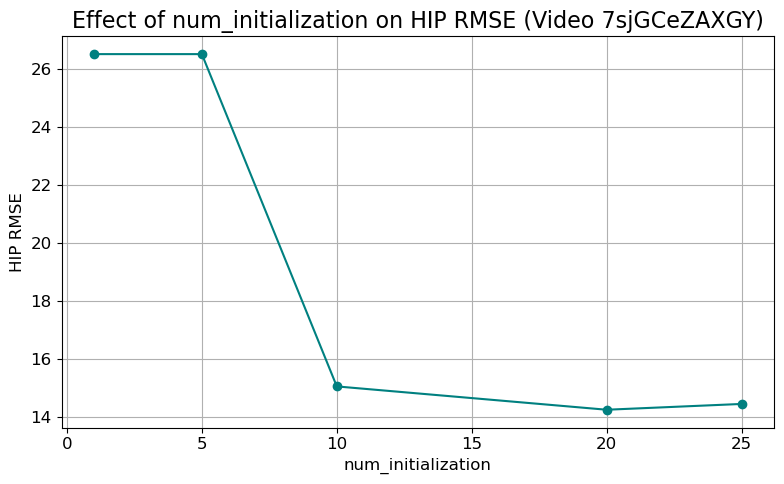 Effect of num_initialization on HIP RMSE (Video 7sjGCeZAXGY)
26
24
22
20
18
16
14
HIP RMSE
0 5 10 15 20 25
num_initialization